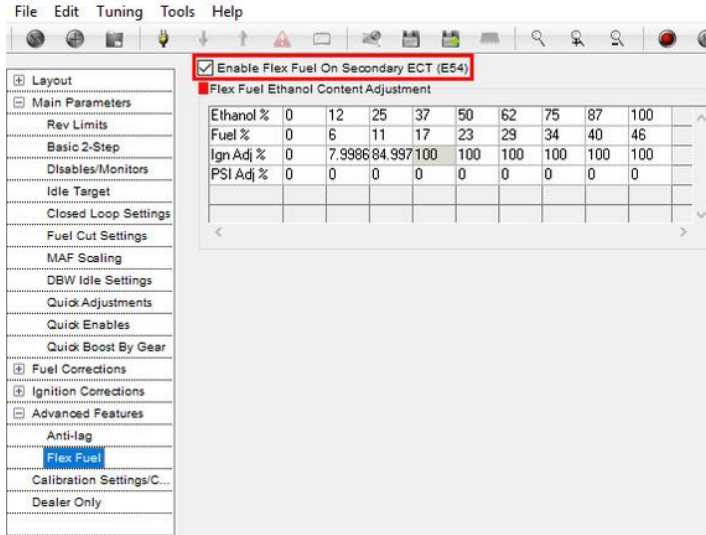 File Edit Tuning Tools Help
Enable Flex Fuel On Secondary ECT (E54)
Flex Fuel Ethanol Content Adjustment
Ethanol % 0 12 25 37 50 62 75 87 100
Fuel % 0 6 11 17 23 29 34 40 46
Ign Adj % 0 7.9986 84.997 100 100 100 100 100 100
PSI Adj % 0 0 0 0 0 0 0 0 0
Layout
Main Parameters
Rev Limits
Basic 2-Step
DIsables/Monitors
Idle Target
Closed Loop Settings
Fuel Cut Settings
MAF Scaling
DBW Idle Settings
Quick Adjustments
Quick Enables
Quick Boost By Gear
Fuel Corrections
Ignition Corrections
Advanced Features
Anti-lag
Flex Fuel
Calibration Settings/C...
Dealer Only